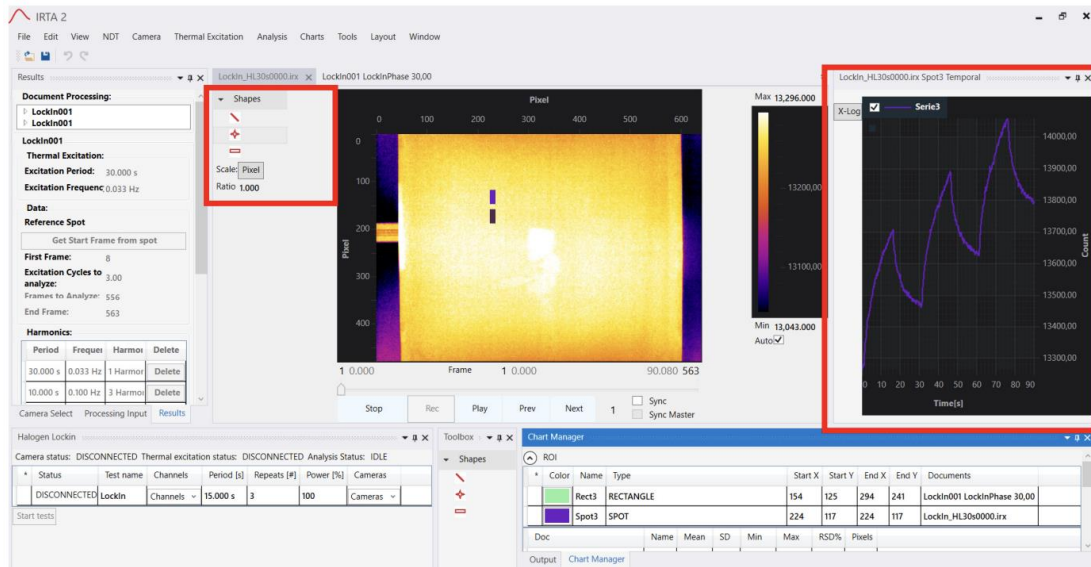 IRTA 2
File Edit View NDT Camera Thermal Excitation Analysis Charts Tools Layout Window
Results
Document Processing:
LockIn001
LockIn001
LockIn001
Thermal Excitation:
Excitation Period: 30.000 s
Excitation Frequenc 0.033 Hz
Data:
Reference Spot
Get Start Frame from spot
First Frame: 8
Excitation Cycles to analyze: 3.00
Frames to Analyze: 556
End Frame: 563
Harmonics:
Period Frequei Harmoi Delete
30.000 s 0.033 Hz 1 Harmor Delete
10.000 s 0.100 Hz 3 Harmor Delete
Camera Select Processing Input Results
LockIn_HL30s0000.irx LockIn001 LockInPhase 30,00
Shapes
Scale: Pixel
Ratio 1.000
Pixel
0 100 200 300 400 500 600
0
100
200
300
400
Pixel
Max 13,296.000
13200,00
13100,00
Min 13,043.000
Auto
1 0.000 Frame 1 0.000 90.080 563
Stop Rec Play Prev Next 1
Sync
Sync Master
LockIn_HL30s0000.irx Spot3 Temporal
X-Log
Serie3
14000,00
13900,00
13800,00
13700,00
13600,00
13500,00
13400,00
13300,00
Count
0 10 20 30 40 50 60 70 80 90
Time[s]
Halogen Lockin
Camera status: DISCONNECTED Thermal excitation status: DISCONNECTED Analysis Status: IDLE
* Status Test name Channels Period [s] Repeats [#] Power [%] Cameras
DISCONNECTED LockIn Channels 15.000 s 3 100 Cameras
Start tests
Toolbox
Shapes
Chart Manager
ROI
* Color Name Type Start X Start Y End X End Y Documents
Rect3 RECTANGLE 154 125 294 241 LockIn001 LockInPhase 30,00
Spot3 SPOT 224 117 224 117 LockIn_HL30s0000.irx
Doc Name Mean SD Min Max RSD% Pixels
Output Chart Manager